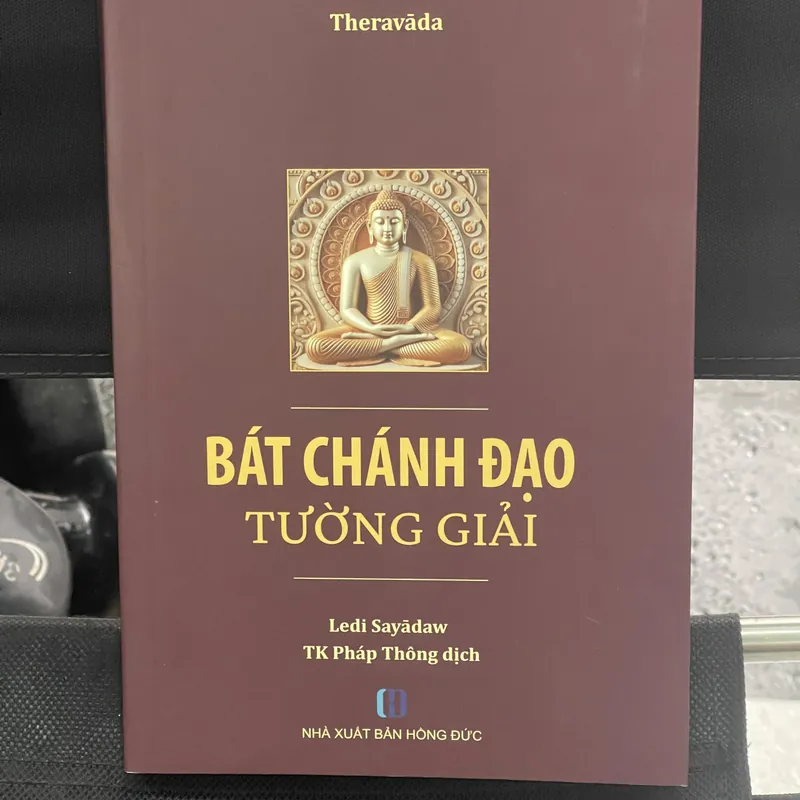 Theravāda
BÁT CHÁNH ĐẠO
TƯỜNG GIẢI
Ledi Sayādaw
TK Pháp Thông dịch
NHÀ XUẤT BẢN HỒNG ĐỨC